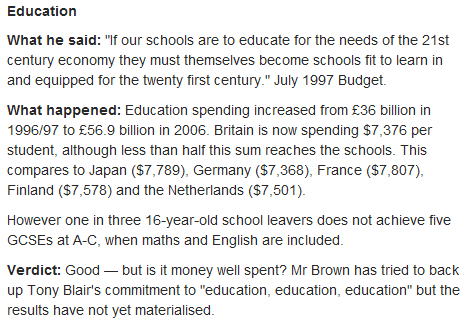 Education
What he said: "If our schools are to educate for the needs of the 21st
century economy they must themselves become schools fit to learn in
and equipped for the twenty first century." July 1997 Budget.
What happened: Education spending increased from £36 billion in
1996/97 to £56.9 billion in 2006. Britain is now spending $7,376 per
student, although less than half this sum reaches the schools. This
compares to Japan ($7,789), Germany ($7,368), France ($7,807),
Finland ($7,578) and the Netherlands ($7,501).
However one in three 16-year-old school leavers does not achieve five
GCSEs at A-C, when maths and English are included.
Verdict: Good — but is it money well spent? Mr Brown has tried to back
up Tony Blair's commitment to "education, education, education" but the
results have not yet materialised.